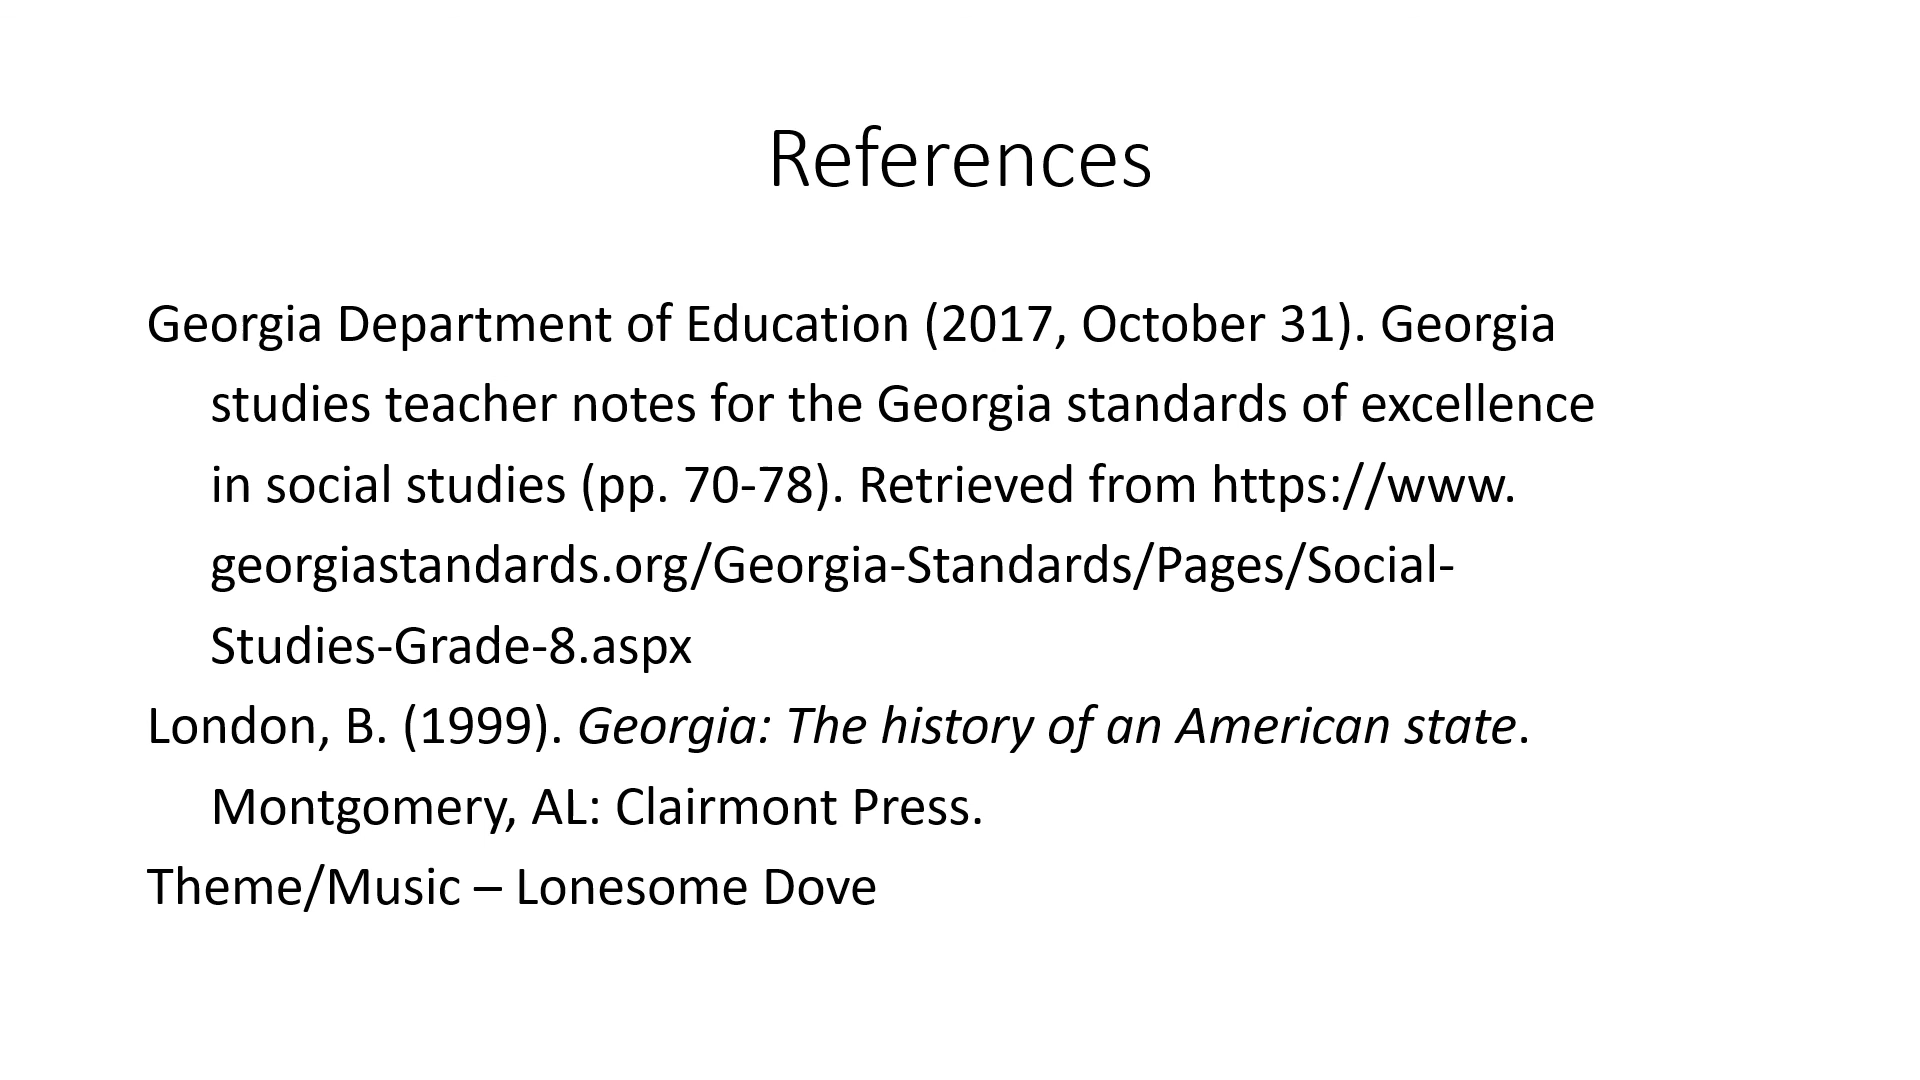 References
Georgia Department of Education (2017, October 31). Georgia
studies teacher notes for the Georgia standards of excellence
in social studies (pp. 70-78). Retrieved from https://www.
georgiastandards.org/Georgia-Standards/Pages/Social-
Studies-Grade-8.aspx
London, B. (1999). Georgia: The history of an American state.
Montgomery, AL: Clairmont Press.
Theme/Music – Lonesome Dove